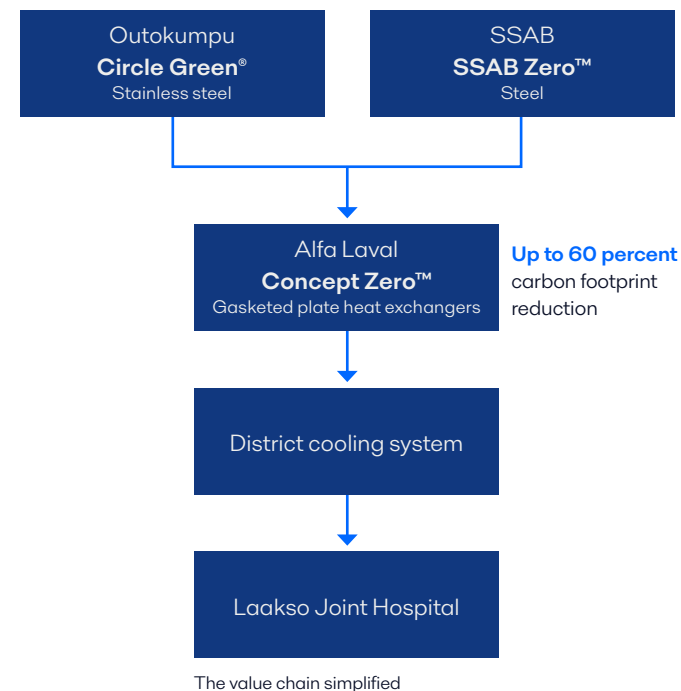 Outokumpu
Circle Green®
Stainless steel
SSAB
SSAB Zero™
Steel
Alfa Laval
Concept Zero™
Gasketed plate heat exchangers
Up to 60 percent
carbon footprint
reduction
District cooling system
Laakso Joint Hospital
The value chain simplified